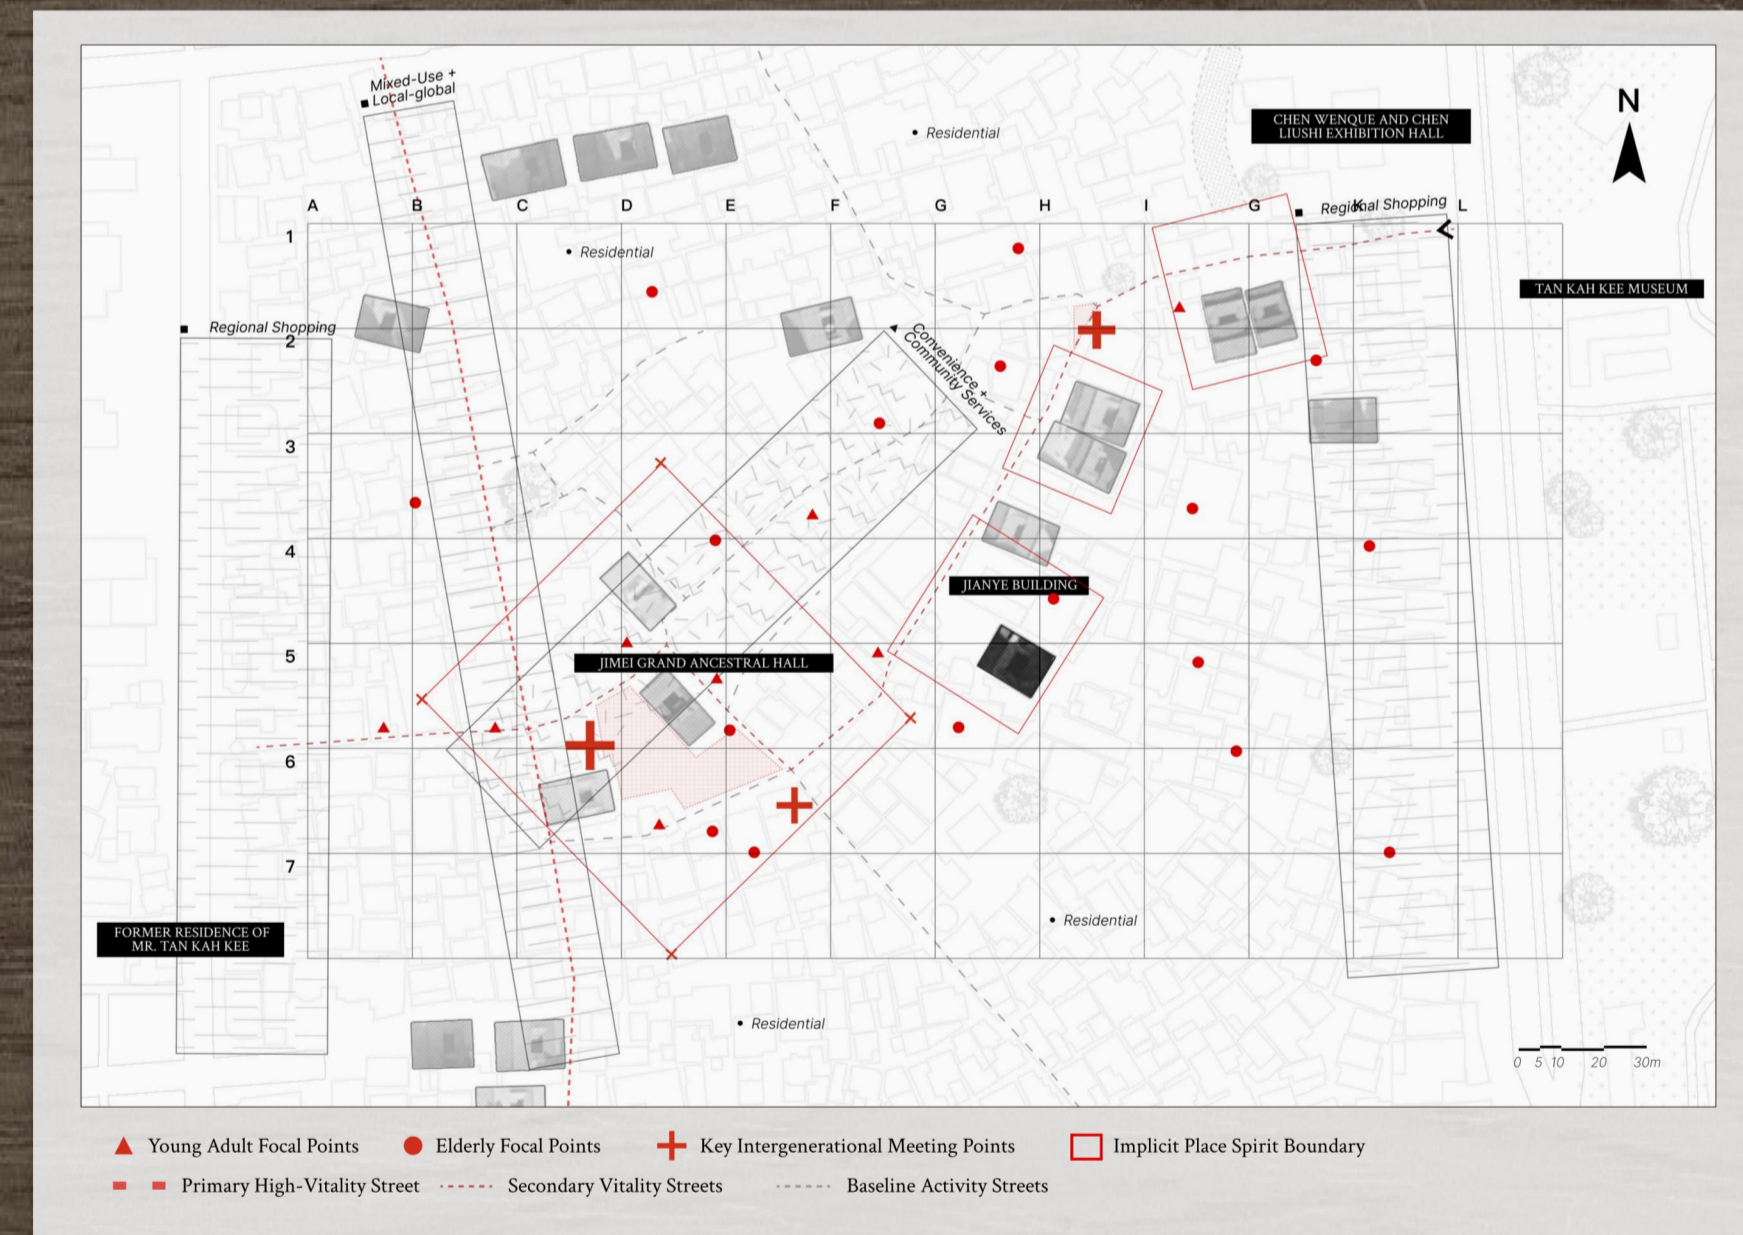 Mixed-Use +
Local-global
Residential
CHEN WENQUE AND CHEN
LIUSHI EXHIBITION HALL
N
A B C D E F G H I G K L
Regional Shopping
1
Residential
TAN KAH KEE MUSEUM
Regional Shopping
2
Convenience +
Community Services
3
4
JIANYE BUILDING
5
JIMEI GRAND ANCESTRAL HALL
6
7
Residential
FORMER RESIDENCE OF
MR. TAN KAH KEE
Residential
0 5 10 20 30m
Young Adult Focal Points
Elderly Focal Points
Key Intergenerational Meeting Points
Implicit Place Spirit Boundary
Primary High-Vitality Street
Secondary Vitality Streets
Baseline Activity Streets